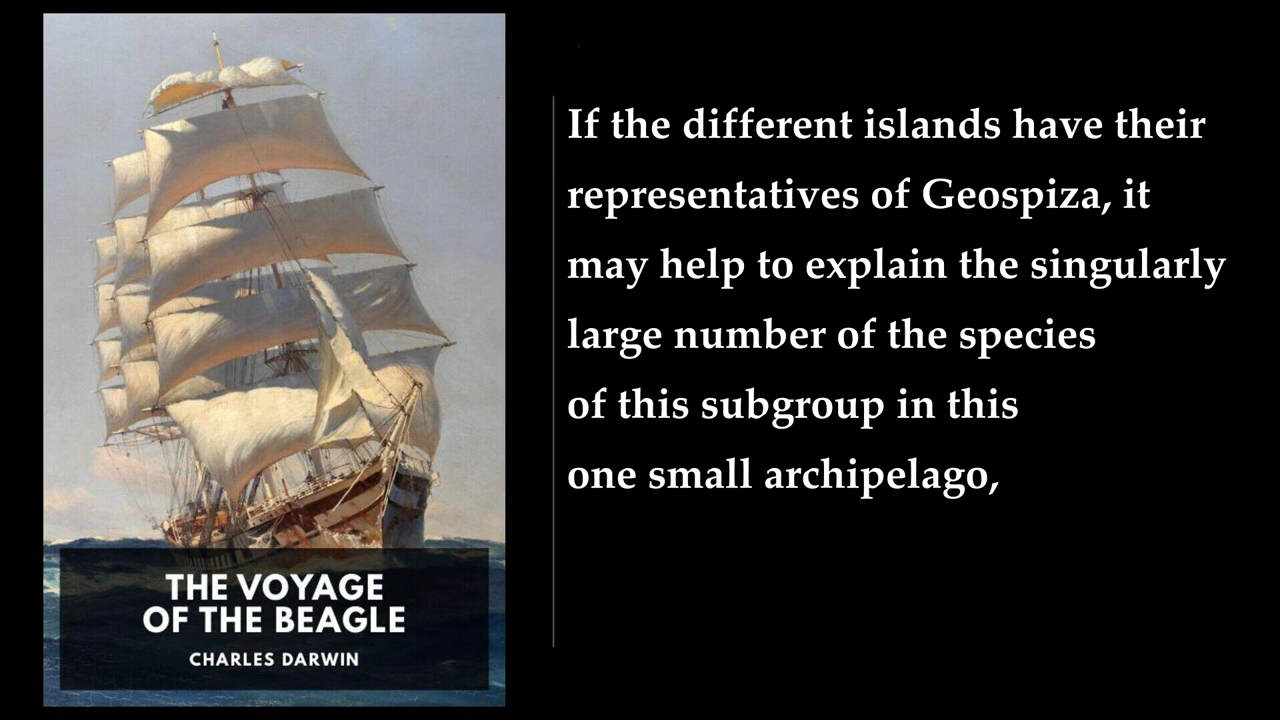 THE VOYAGE
OF THE BEAGLE
CHARLES DARWIN
If the different islands have their
representatives of Geospiza, it
may help to explain the singularly
large number of the species
of this subgroup in this
one small archipelago,